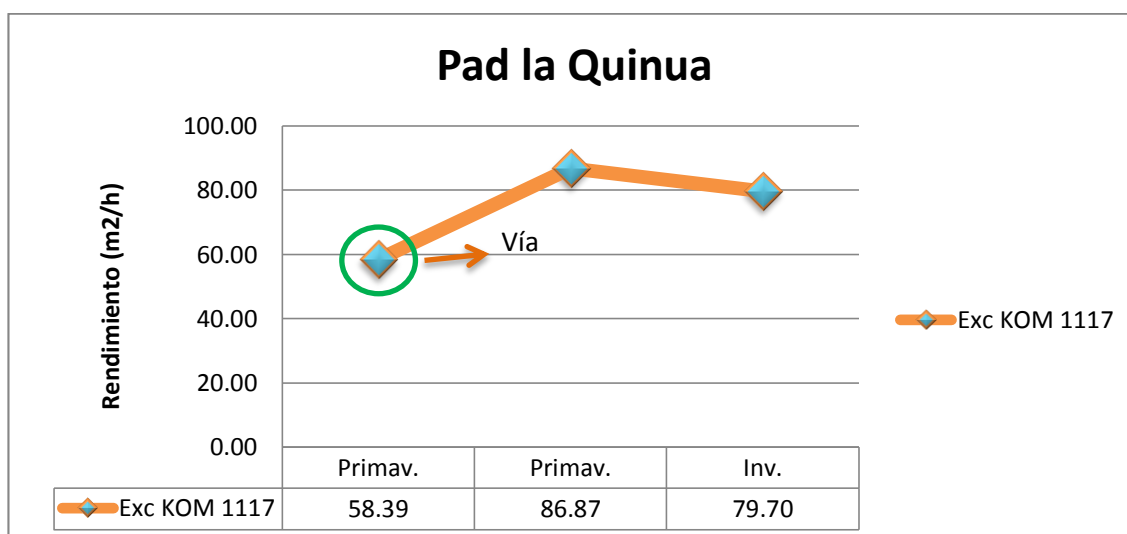 Pad la Quinua
Rendimiento (m2/h)
100.00
80.00
60.00
40.00
20.00
0.00
Vía
Exc KOM 1117
Primav. Primav. Inv.
Exc KOM 1117 58.39 86.87 79.70